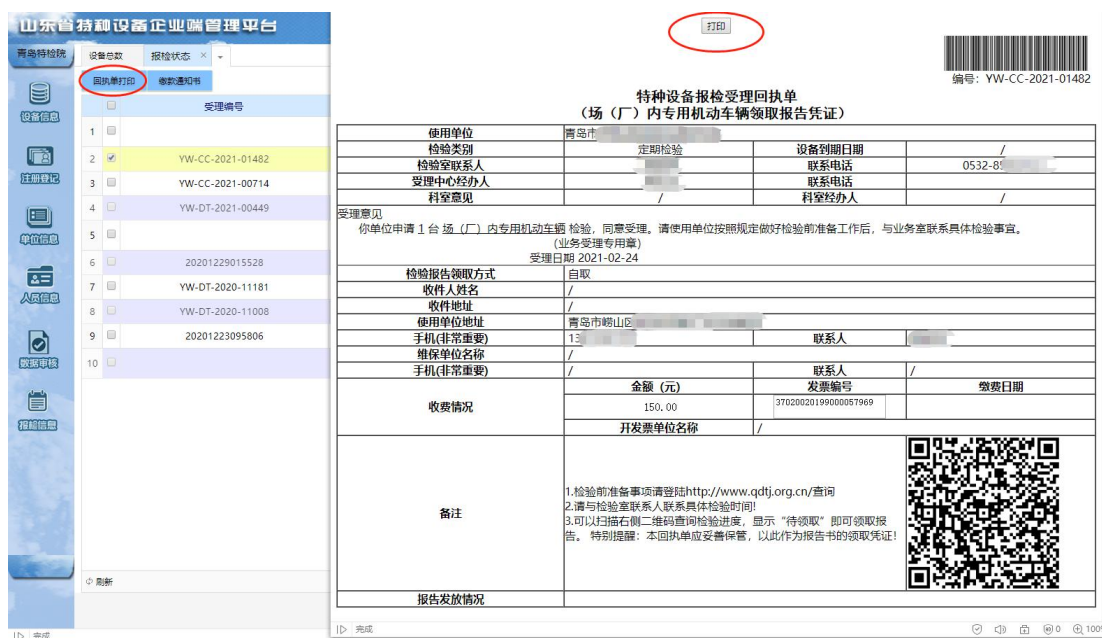 山东省特种设备企业端管理平台
青岛特检院
设备总数
报检状态 ×
回执单打印
缴款通知书
受理编号
设备信息
注册登记
单位信息
人员信息
数据审核
报检信息
1
2 YW-CC-2021-01482
3 YW-CC-2021-00714
4 YW-DT-2021-00449
5
6 20201229015528
7 YW-DT-2020-11181
8 YW-DT-2020-11008
9 20201223095806
10
刷新
完成
打印
编号: YW-CC-2021-01482
特种设备报检受理回执单
(场(厂)内专用机动车辆领取报告凭证)
使用单位 青岛市
检验类别 定期检验 设备到期日期 /
检验室联系人 联系电话 0532-85
受理中心经办人 联系电话
科室意见 / 科室经办人 /
受理意见
你单位申请 1 台 场(厂)内专用机动车辆 检验,同意受理。请使用单位按照规定做好检验前准备工作后,与业务室联系具体检验事宜。
(业务受理专用章)
受理日期 2021-02-24
检验报告领取方式 自取
收件人姓名 /
收件地址 /
使用单位地址 青岛市崂山区
手机(非常重要) 13 联系人
维保单位名称 /
手机(非常重要) / 联系人 /
收费情况 金额(元) 发票编号 缴费日期
150.00 37020020199000057969
开发票单位名称 /
备注
1.检验前准备事项请登陆http://www.qdtj.org.cn/查询
2.请与检验室联系人联系具体检验时间!
3.可以扫描右侧二维码查询检验进度,显示“待领取”即可领取报
告。 特别提醒:本回执单应妥善保管,以此作为报告书的领取凭证!
报告发放情况
完成
0 100%